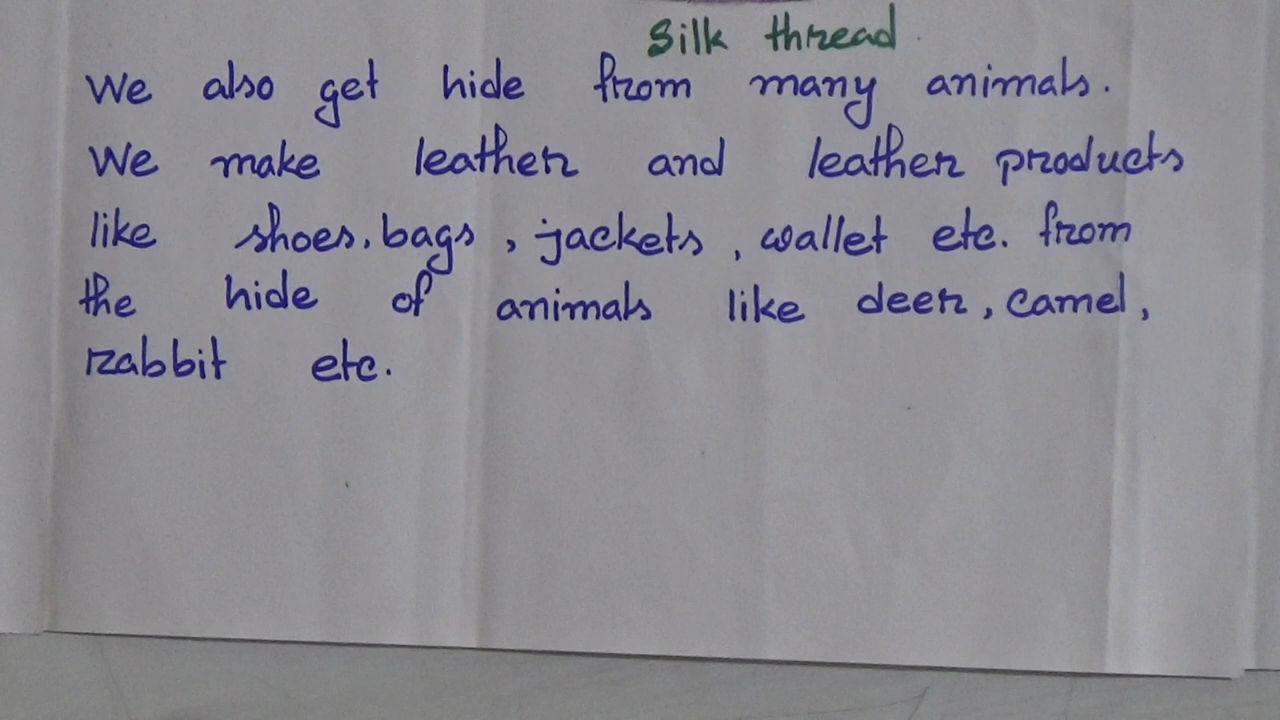 Silk thread
We also get hide from many animals.
We make leather and leather products
like shoes, bags, jackets, wallet etc. from
the hide of animals like deer, camel,
rabbit etc.